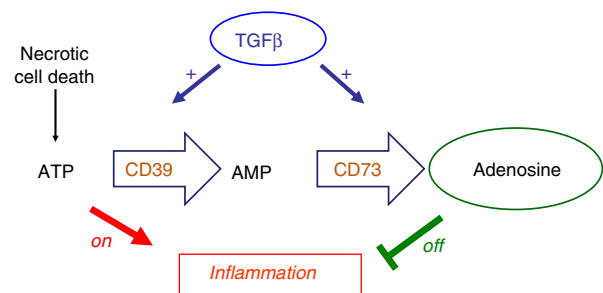 TGFβ
Necrotic
cell death
+
+
ATP
CD39
AMP
CD73
Adenosine
on
off
Inflammation